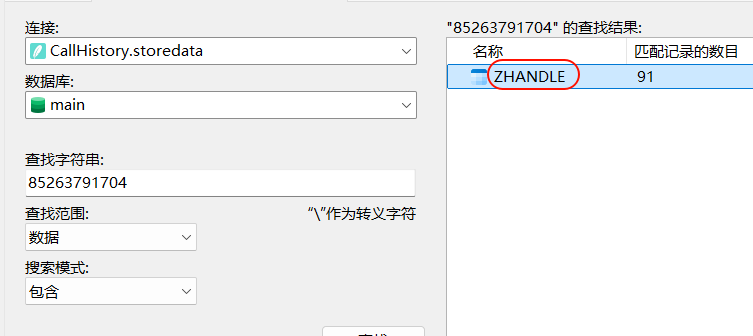 连接:
CallHistory.storedata
数据库:
main
查找字符串:
85263791704
查找范围:
“\”作为转义字符
数据
搜索模式:
包含
"85263791704" 的查找结果:
名称 匹配记录的数目
ZHANDLE 91